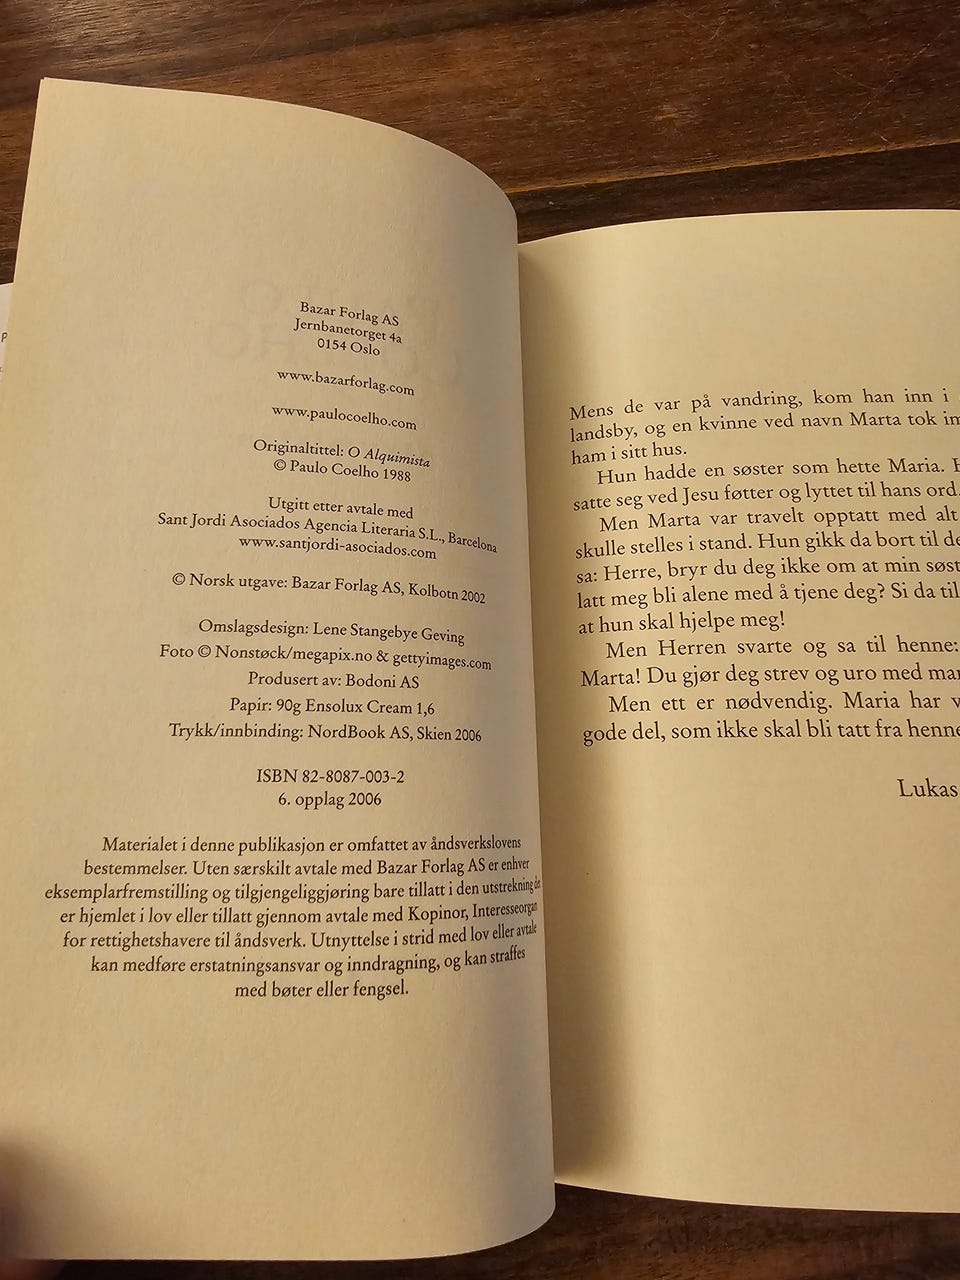 Bazar Forlag AS
Jernbanetorget 4a
0154 Oslo
www.bazarforlag.com
www.paulocoelho.com
Originaltittel: O Alquimista
© Paulo Coelho 1988
Utgitt etter avtale med
Sant Jordi Asociados Agencia Literaria S.L., Barcelona
www.santjordi-asociados.com
© Norsk utgave: Bazar Forlag AS, Kolbotn 2002
Omslagsdesign: Lene Stangebye Geving
Foto © Nonstøck/megapix.no & gettyimages.com
Produsert av: Bodoni AS
Papir: 90g Ensolux Cream 1,6
Trykk/innbinding: NordBook AS, Skien 2006
ISBN 82-8087-003-2
6. opplag 2006
Materialet i denne publikasjon er omfattet av åndsverkslovens
bestemmelser. Uten særskilt avtale med Bazar Forlag AS er enhver
eksemplarfremstilling og tilgjengeliggjøring bare tillatt i den utstrekning det
er hjemlet i lov eller tillatt gjennom avtale med Kopinor, Interesseorgan
for rettighetshavere til åndsverk. Utnyttelse i strid med lov eller avtale
kan medføre erstatningsansvar og inndragning, og kan straffes
med bøter eller fengsel.
Mens de var på vandring, kom han inn i
landsby, og en kvinne ved navn Marta tok im
ham i sitt hus.
Hun hadde en søster som hette Maria.
satte seg ved Jesu føtter og lyttet til hans ord.
Men Marta var travelt opptatt med alt
skulle stelles i stand. Hun gikk da bort til de
sa: Herre, bryr du deg ikke om at min søst
latt meg bli alene med å tjene deg? Si da til
at hun skal hjelpe meg!
Men Herren svarte og sa til henne:
Marta! Du gjør deg strev og uro med man
Men ett er nødvendig. Maria har v
gode del, som ikke skal bli tatt fra henne
Lukas